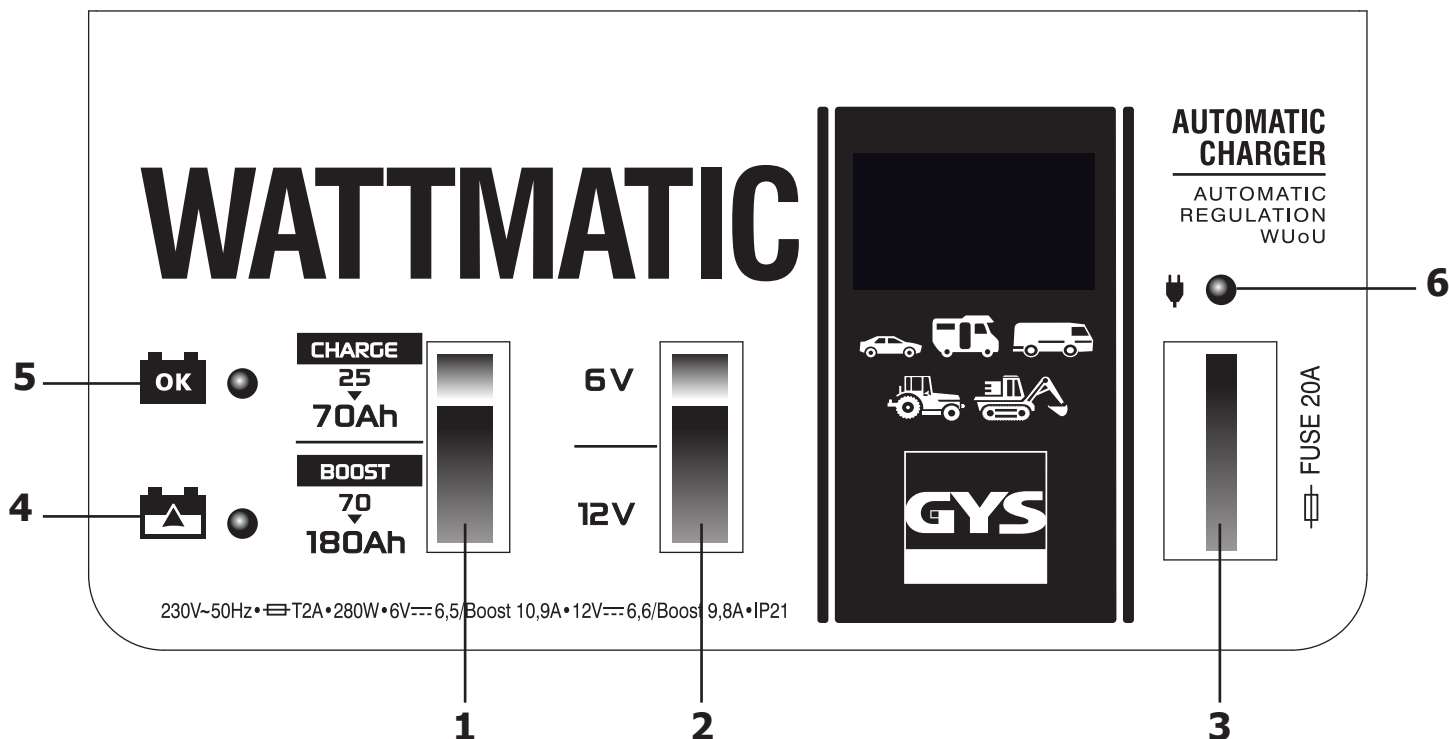 WATTMATIC
AUTOMATIC
CHARGER
AUTOMATIC
REGULATION
WUoU
6
5
OK
CHARGE
25
70Ah
BOOST
70
180Ah
4
6V
12V
GYS
FUSE 20A
230V~50Hz• T2A•280W•6V⎓6,5/Boost 10,9A•12V⎓6,6/Boost 9,8A•IP21
1
2
3